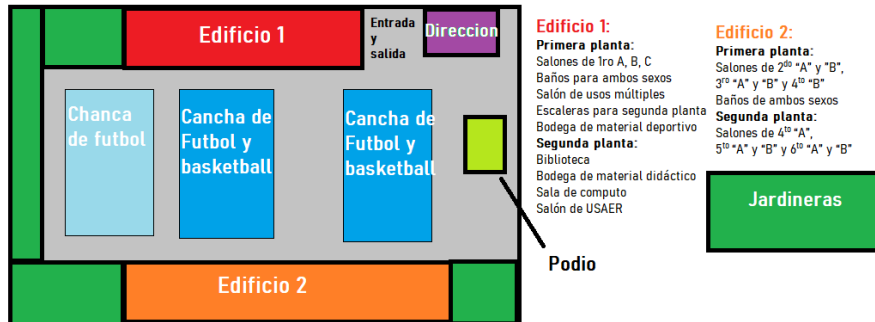 Edificio 1
Entrada
y
salida
Direccion
Chanca
de futbol
Cancha de
Futbol y
basketball
Cancha de
Futbol y
basketball
Edificio 2
Podio
Edificio 1:
Primera planta:
Salones de 1ro A, B, C
Baños para ambos sexos
Salón de usos múltiples
Escaleras para segunda planta
Bodega de material deportivo
Segunda planta:
Biblioteca
Bodega de material didáctico
Sala de computo
Salón de USAER
Edificio 2:
Primera planta:
Salones de 2do “A” y "B",
3ro “A” y “B” y 4to “B”
Baños de ambos sexos
Segunda planta:
Salones de 4to “A”,
5to “A” y “B” y 6to “A” y “B”
Jardineras